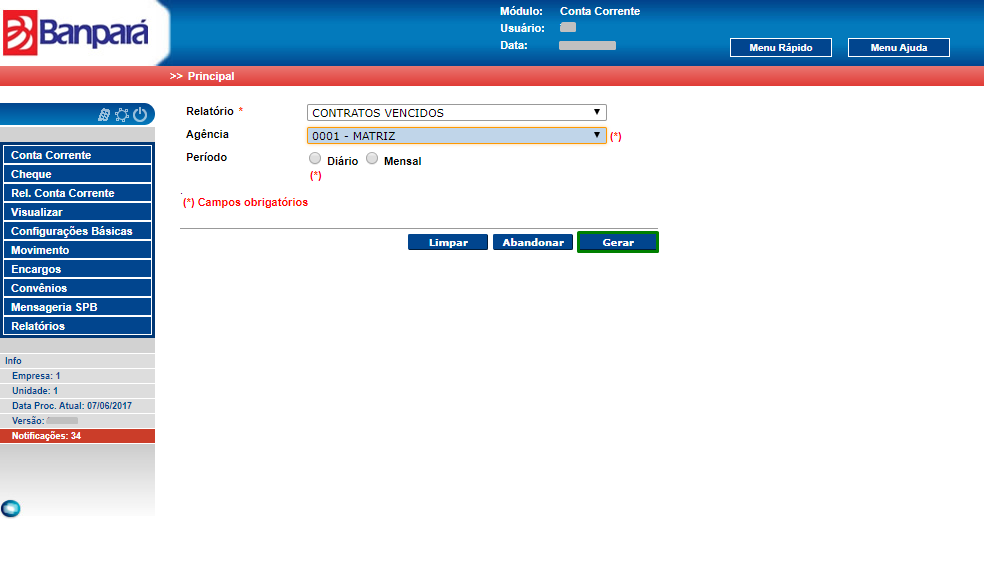 Banpará
Módulo: Conta Corrente
Usuário:
Data:
Menu Rápido Menu Ajuda
>> Principal
Relatório * CONTRATOS VENCIDOS
Agência 0001 - MATRIZ (*)
Período Diário Mensal
(*)
(*) Campos obrigatórios
Limpar Abandonar Gerar
Conta Corrente
Cheque
Rel. Conta Corrente
Visualizar
Configurações Básicas
Movimento
Encargos
Convênios
Mensageria SPB
Relatórios
Info
Empresa: 1
Unidade: 1
Data Proc. Atual: 07/06/2017
Versão:
Notificações: 34